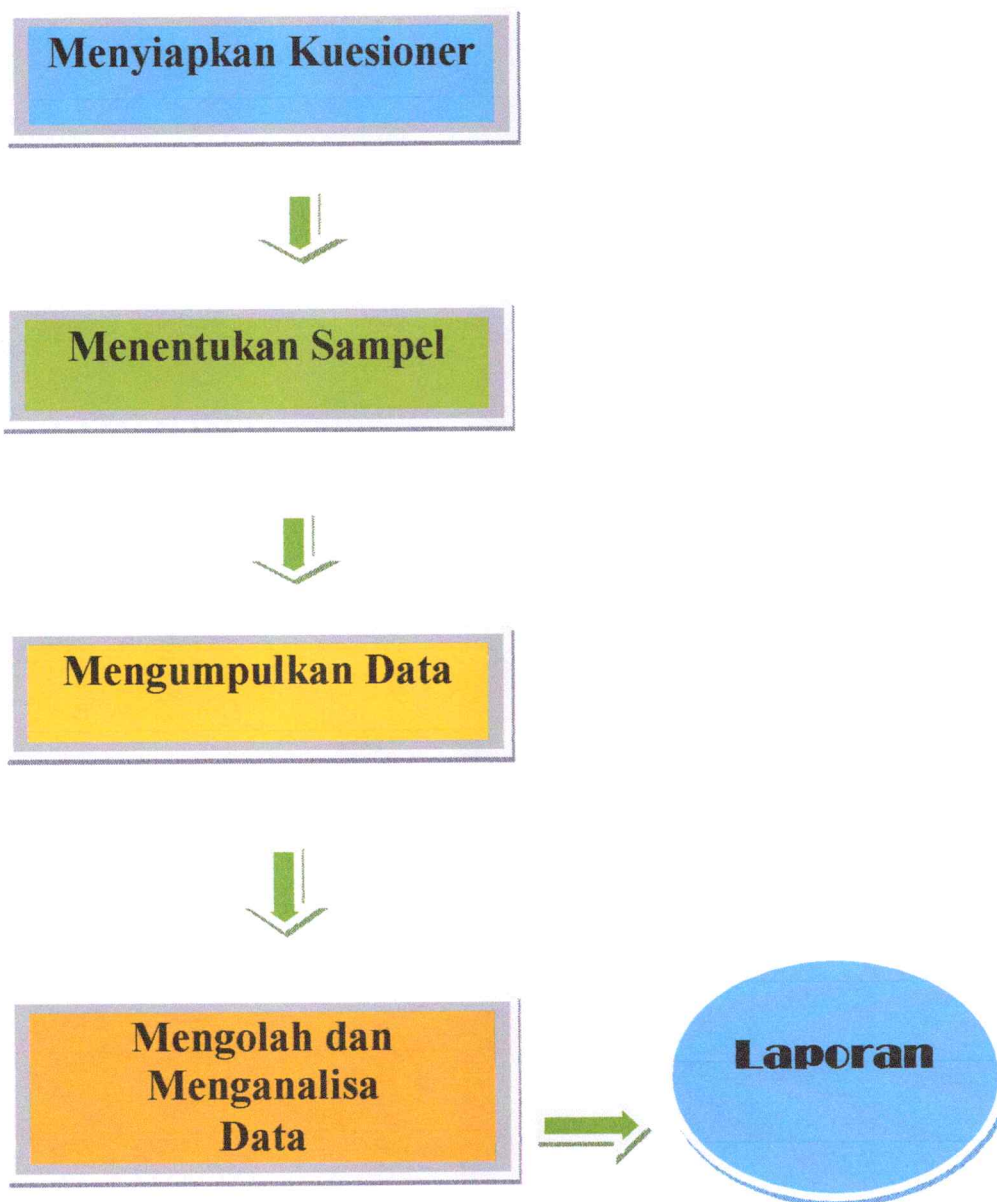 Menyiapkan Kuesioner
Menentukan Sampel
Mengumpulkan Data
Mengolah dan
Menganalisa
Data
Laporan